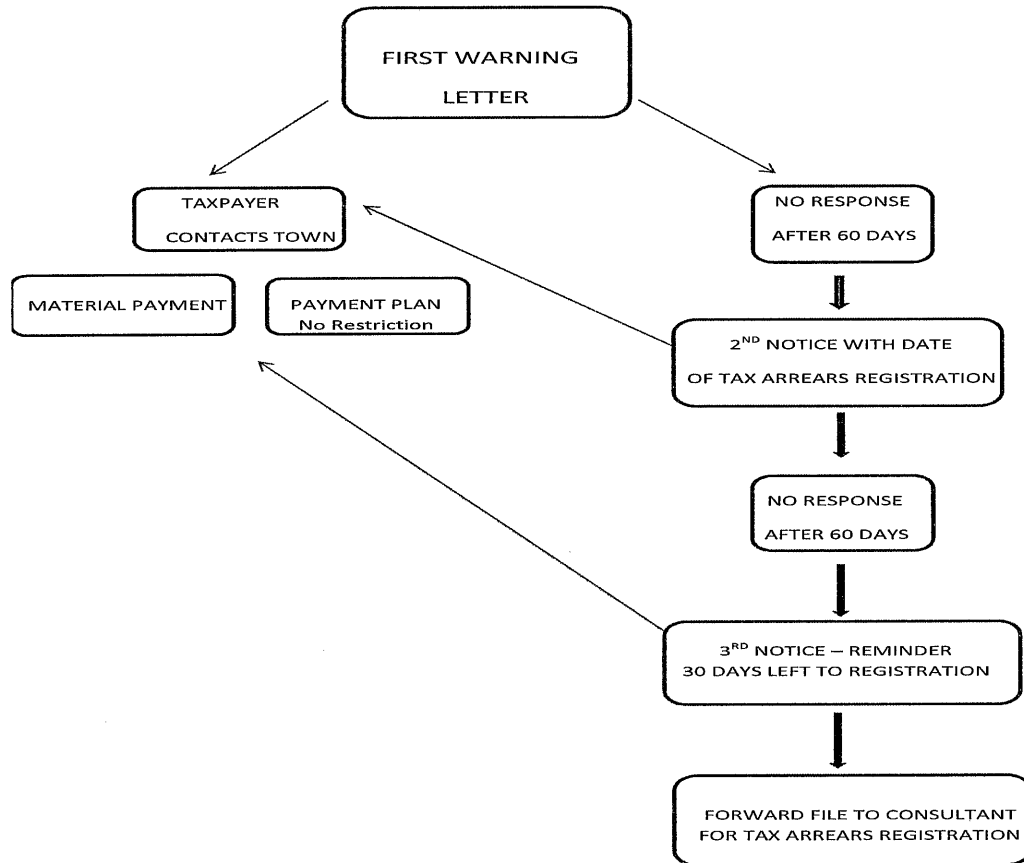 FIRST WARNING
LETTER
TAXPAYER
CONTACTS TOWN
MATERIAL PAYMENT
PAYMENT PLAN
No Restriction
NO RESPONSE
AFTER 60 DAYS
2ND NOTICE WITH DATE
OF TAX ARREARS REGISTRATION
NO RESPONSE
AFTER 60 DAYS
3RD NOTICE – REMINDER
30 DAYS LEFT TO REGISTRATION
FORWARD FILE TO CONSULTANT
FOR TAX ARREARS REGISTRATION